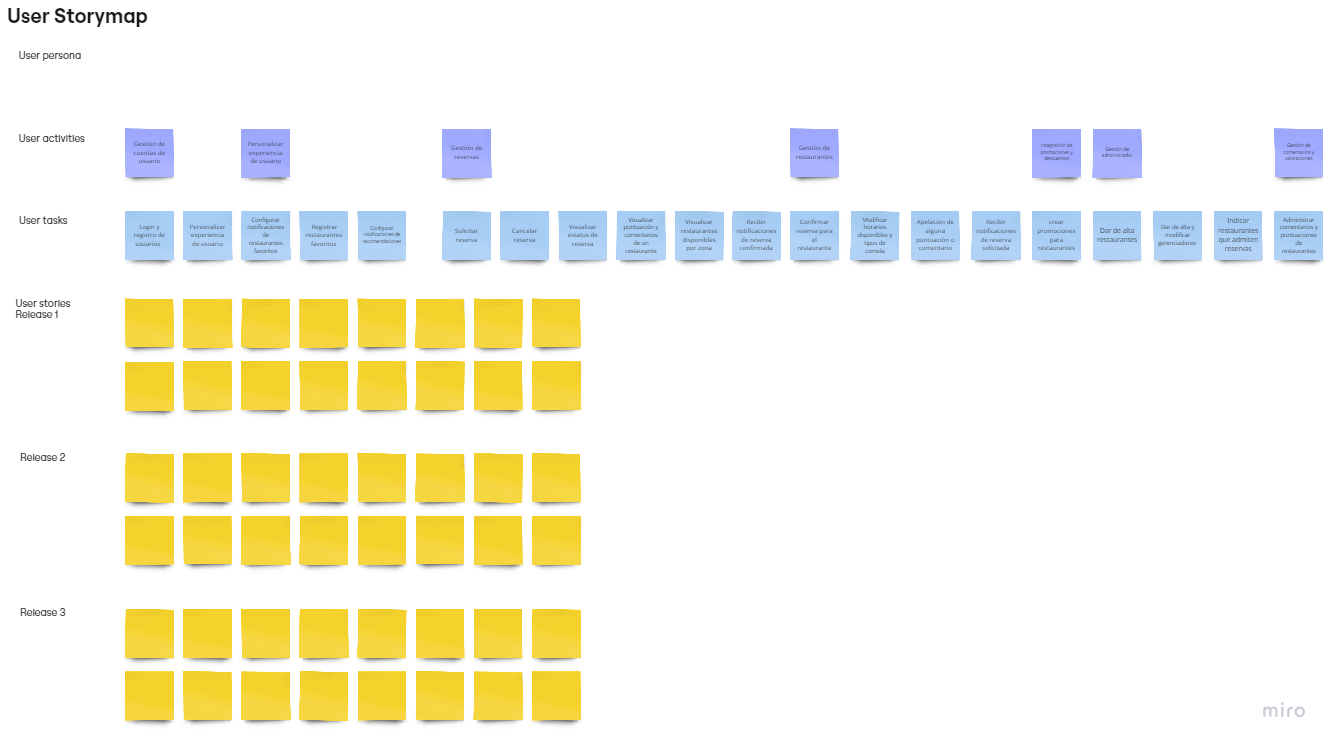 User Storymap
User persona
User activities
Gestión de
cuentas de
usuario
Personalizar
experiencia
de usuario
Gestión de
reservas
Gestión de
restaurantes
Integración de
promociones y
descuentos
Gestión de
administrador
Gestión de
comentarios y
valoraciones
User tasks
Login y
registro de
usuarios
Personalizar
experiencia
de usuario
Configurar
notificaciones
de
restaurantes
favoritos
Registrar
restaurantes
favoritos
Configurar
notificaciones de
recomendaciones
Solicitar
reserva
Cancelar
reserva
Visualizar
estatus de
reserva
Visualizar
puntuación y
comentarios
de un
restaurante
Visualizar
restaurantes
disponibles
por zona
Recibir
notificaciones
de reserva
confirmada
Confirmar
reserva para
el
restaurante
Modificar
horarios
disponibles y
tipos de
comida
Apelación de
alguna
puntuación o
comentario
Recibir
notificaciones
de reserva
solicitada
crear
promociones
para
restaurantes
Dar de alta
restaurantes
Dar de alta y
modificar
gerenciadores
Indicar
restaurantes
que admiten
reservas
Administrar
comentarios y
puntuaciones
de
restaurantes
User stories
Release 1
Release 2
Release 3
miro